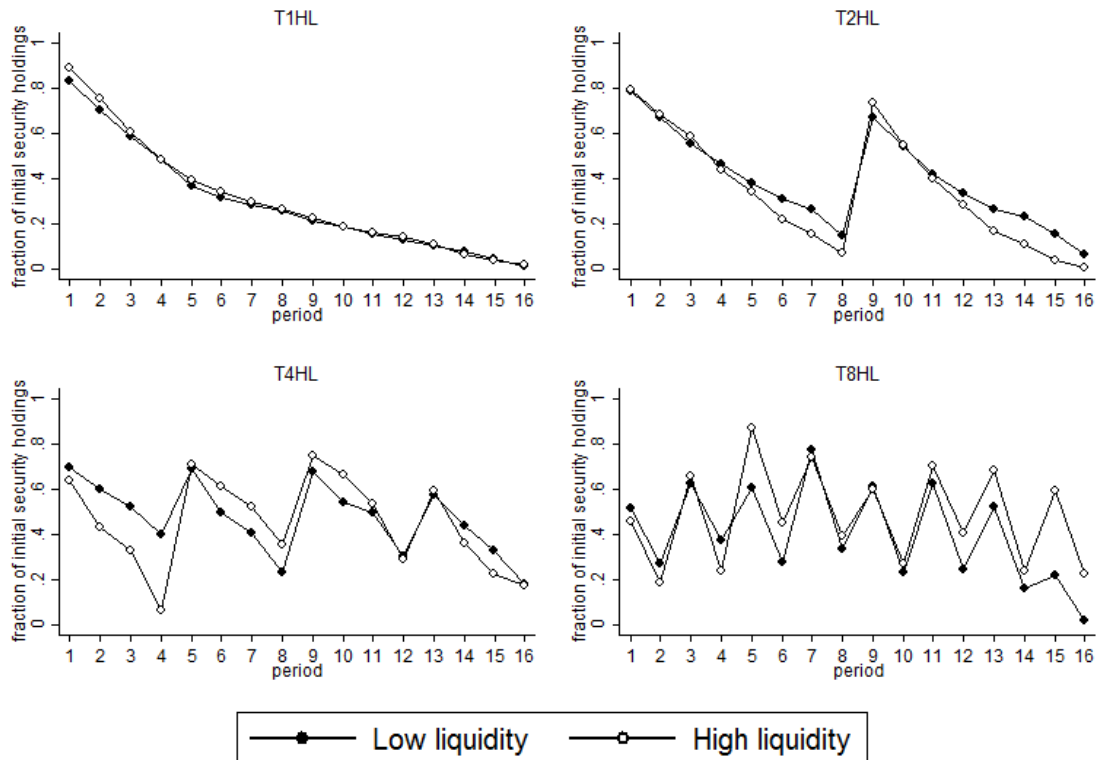 T1HL
fraction of initial security holdings
0 .2 .4 .6 .8 1
1 2 3 4 5 6 7 8 9 10 11 12 13 14 15 16
period
T2HL
fraction of initial security holdings
0 .2 .4 .6 .8 1
1 2 3 4 5 6 7 8 9 10 11 12 13 14 15 16
period
T4HL
fraction of initial security holdings
0 .2 .4 .6 .8 1
1 2 3 4 5 6 7 8 9 10 11 12 13 14 15 16
period
T8HL
fraction of initial security holdings
0 .2 .4 .6 .8 1
1 2 3 4 5 6 7 8 9 10 11 12 13 14 15 16
period
Low liquidity
High liquidity